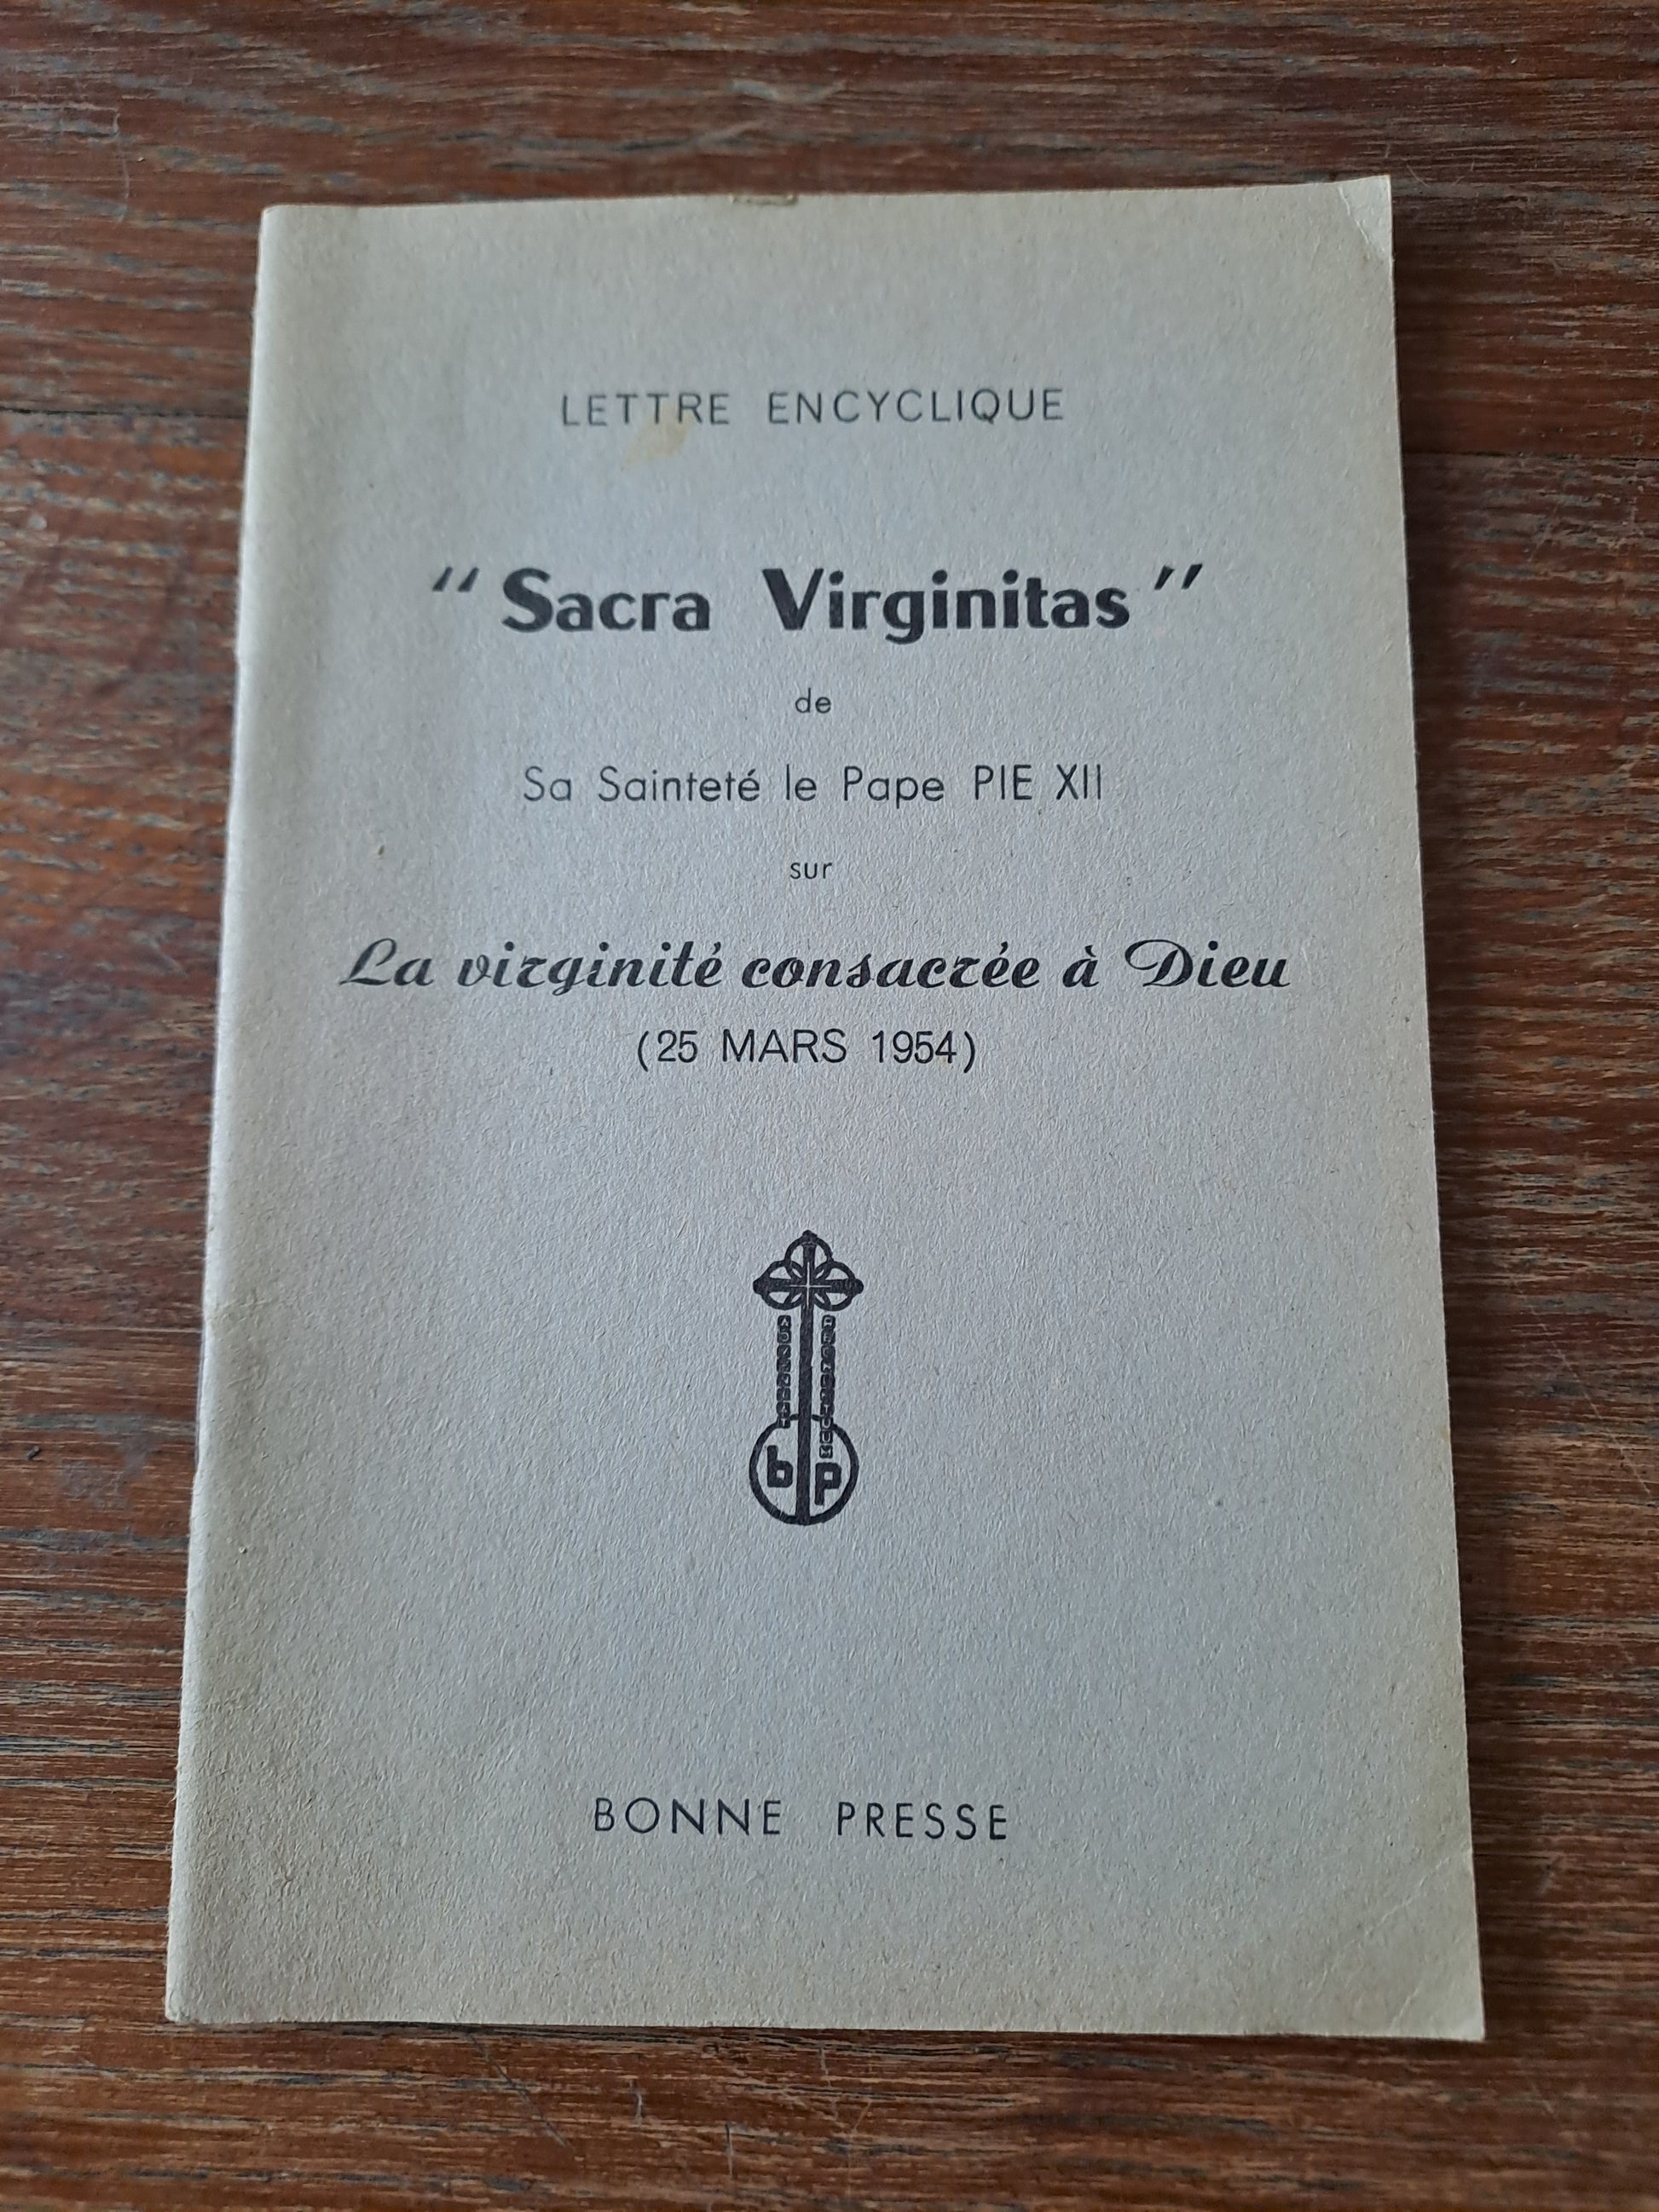 LETTRE ENCYCLIQUE
“Sacra Virginitas”
de
Sa Sainteté le Pape PIE XII
sur
La virginité consacrée à Dieu
(25 MARS 1954)
b p
BONNE PRESSE